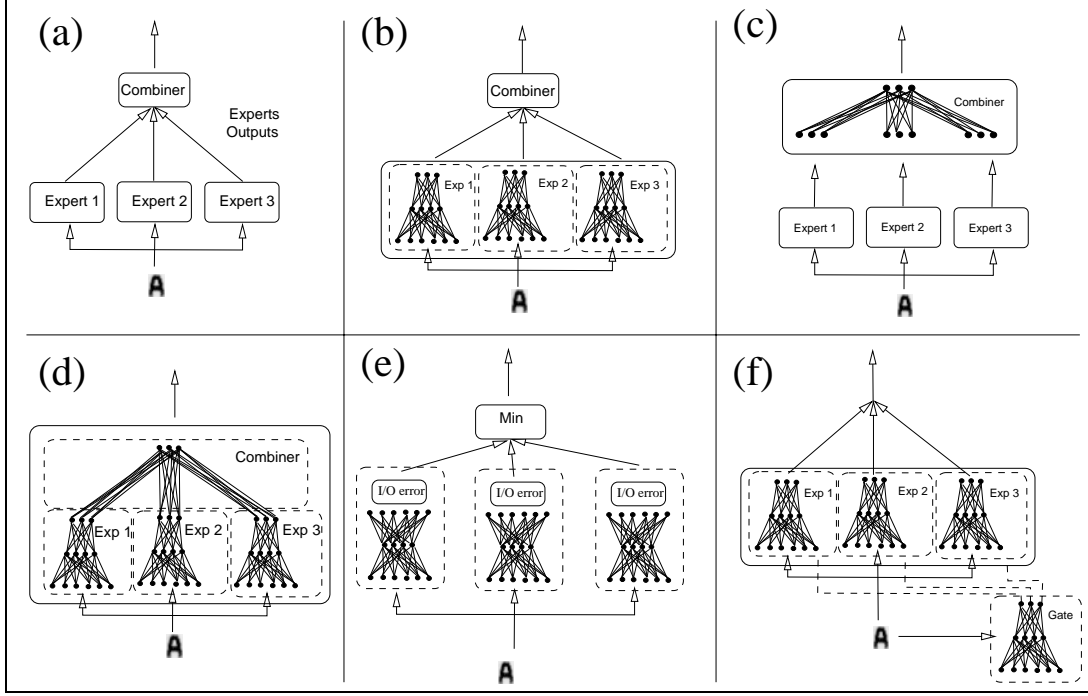 (a)
Combiner
Experts
Outputs
Expert 1
Expert 2
Expert 3
A
(b)
Combiner
Exp 1
Exp 2
Exp 3
A
(c)
Combiner
Expert 1
Expert 2
Expert 3
A
(d)
Combiner
Exp 1
Exp 2
Exp 3
A
(e)
Min
I/O error
I/O error
I/O error
A
(f)
Exp 1
Exp 2
Exp 3
Gate
A